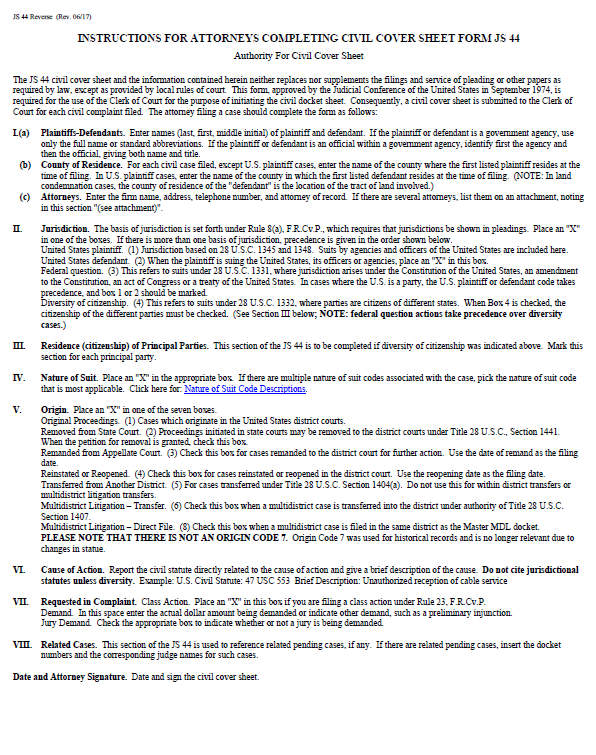 JS 44 Reverse (Rev. 06/17)
INSTRUCTIONS FOR ATTORNEYS COMPLETING CIVIL COVER SHEET FORM JS 44
Authority For Civil Cover Sheet
The JS 44 civil cover sheet and the information contained herein neither replaces nor supplements the filings and service of pleading or other papers as
required by law, except as provided by local rules of court. This form, approved by the Judicial Conference of the United States in September 1974, is
required for the use of the Clerk of Court for the purpose of initiating the civil docket sheet. Consequently, a civil cover sheet is submitted to the Clerk of
Court for each civil complaint filed. The attorney filing a case should complete the form as follows:
I.(a) Plaintiffs-Defendants. Enter names (last, first, middle initial) of plaintiff and defendant. If the plaintiff or defendant is a government agency, use
only the full name or standard abbreviations. If the plaintiff or defendant is an official within a government agency, identify first the agency and
then the official, giving both name and title.
(b) County of Residence. For each civil case filed, except U.S. plaintiff cases, enter the name of the county where the first listed plaintiff resides at the
time of filing. In U.S. plaintiff cases, enter the name of the county in which the first listed defendant resides at the time of filing. (NOTE: In land
condemnation cases, the county of residence of the "defendant" is the location of the tract of land involved.)
(c) Attorneys. Enter the firm name, address, telephone number, and attorney of record. If there are several attorneys, list them on an attachment, noting
in this section "(see attachment)".
II. Jurisdiction. The basis of jurisdiction is set forth under Rule 8(a), F.R.Cv.P., which requires that jurisdictions be shown in pleadings. Place an "X"
in one of the boxes. If there is more than one basis of jurisdiction, precedence is given in the order shown below.
United States plaintiff. (1) Jurisdiction based on 28 U.S.C. 1345 and 1348. Suits by agencies and officers of the United States are included here.
United States defendant. (2) When the plaintiff is suing the United States, its officers or agencies, place an "X" in this box.
Federal question. (3) This refers to suits under 28 U.S.C. 1331, where jurisdiction arises under the Constitution of the United States, an amendment
to the Constitution, an act of Congress or a treaty of the United States. In cases where the U.S. is a party, the U.S. plaintiff or defendant code takes
precedence, and box 1 or 2 should be marked.
Diversity of citizenship. (4) This refers to suits under 28 U.S.C. 1332, where parties are citizens of different states. When Box 4 is checked, the
citizenship of the different parties must be checked. (See Section III below; NOTE: federal question actions take precedence over diversity
cases.)
III. Residence (citizenship) of Principal Parties. This section of the JS 44 is to be completed if diversity of citizenship was indicated above. Mark this
section for each principal party.
IV. Nature of Suit. Place an "X" in the appropriate box. If there are multiple nature of suit codes associated with the case, pick the nature of suit code
that is most applicable. Click here for: Nature of Suit Code Descriptions.
V. Origin. Place an "X" in one of the seven boxes.
Original Proceedings. (1) Cases which originate in the United States district courts.
Removed from State Court. (2) Proceedings initiated in state courts may be removed to the district courts under Title 28 U.S.C., Section 1441.
When the petition for removal is granted, check this box.
Remanded from Appellate Court. (3) Check this box for cases remanded to the district court for further action. Use the date of remand as the filing
date.
Reinstated or Reopened. (4) Check this box for cases reinstated or reopened in the district court. Use the reopening date as the filing date.
Transferred from Another District. (5) For cases transferred under Title 28 U.S.C. Section 1404(a). Do not use this for within district transfers or
multidistrict litigation transfers.
Multidistrict Litigation – Transfer. (6) Check this box when a multidistrict case is transferred into the district under authority of Title 28 U.S.C.
Section 1407.
Multidistrict Litigation – Direct File. (8) Check this box when a multidistrict case is filed in the same district as the Master MDL docket.
PLEASE NOTE THAT THERE IS NOT AN ORIGIN CODE 7. Origin Code 7 was used for historical records and is no longer relevant due to
changes in statue.
VI. Cause of Action. Report the civil statute directly related to the cause of action and give a brief description of the cause. Do not cite jurisdictional
statutes unless diversity. Example: U.S. Civil Statute: 47 USC 553 Brief Description: Unauthorized reception of cable service
VII. Requested in Complaint. Class Action. Place an "X" in this box if you are filing a class action under Rule 23, F.R.Cv.P.
Demand. In this space enter the actual dollar amount being demanded or indicate other demand, such as a preliminary injunction.
Jury Demand. Check the appropriate box to indicate whether or not a jury is being demanded.
VIII. Related Cases. This section of the JS 44 is used to reference related pending cases, if any. If there are related pending cases, insert the docket
numbers and the corresponding judge names for such cases.
Date and Attorney Signature. Date and sign the civil cover sheet.